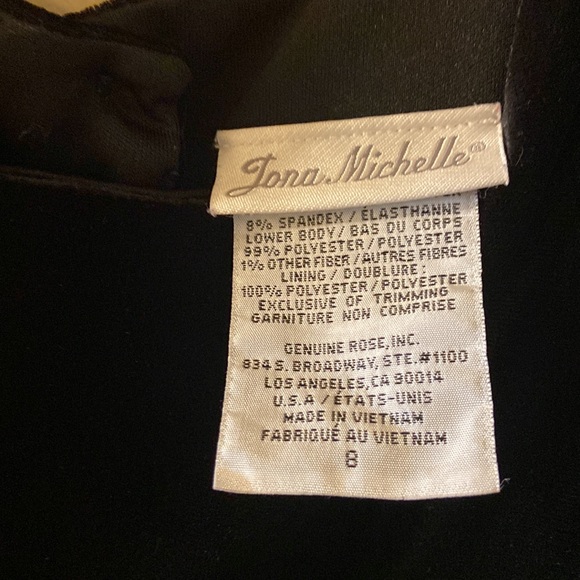 Jona Michelle®
8% SPANDEX / ÉLASTHANNE
LOWER BODY / BAS DU CORPS
99% POLYESTER / POLYESTER
1% OTHER FIBER / AUTRES FIBRES
LINING / DOUBLURE:
100% POLYESTER / POLYESTER
EXCLUSIVE OF TRIMMING
GARNITURE NON COMPRISE
GENUINE ROSE, INC.
834 S. BROADWAY, STE. #1100
LOS ANGELES, CA 90014
U.S.A / ÉTATS-UNIS
MADE IN VIETNAM
FABRIQUÉ AU VIETNAM
8